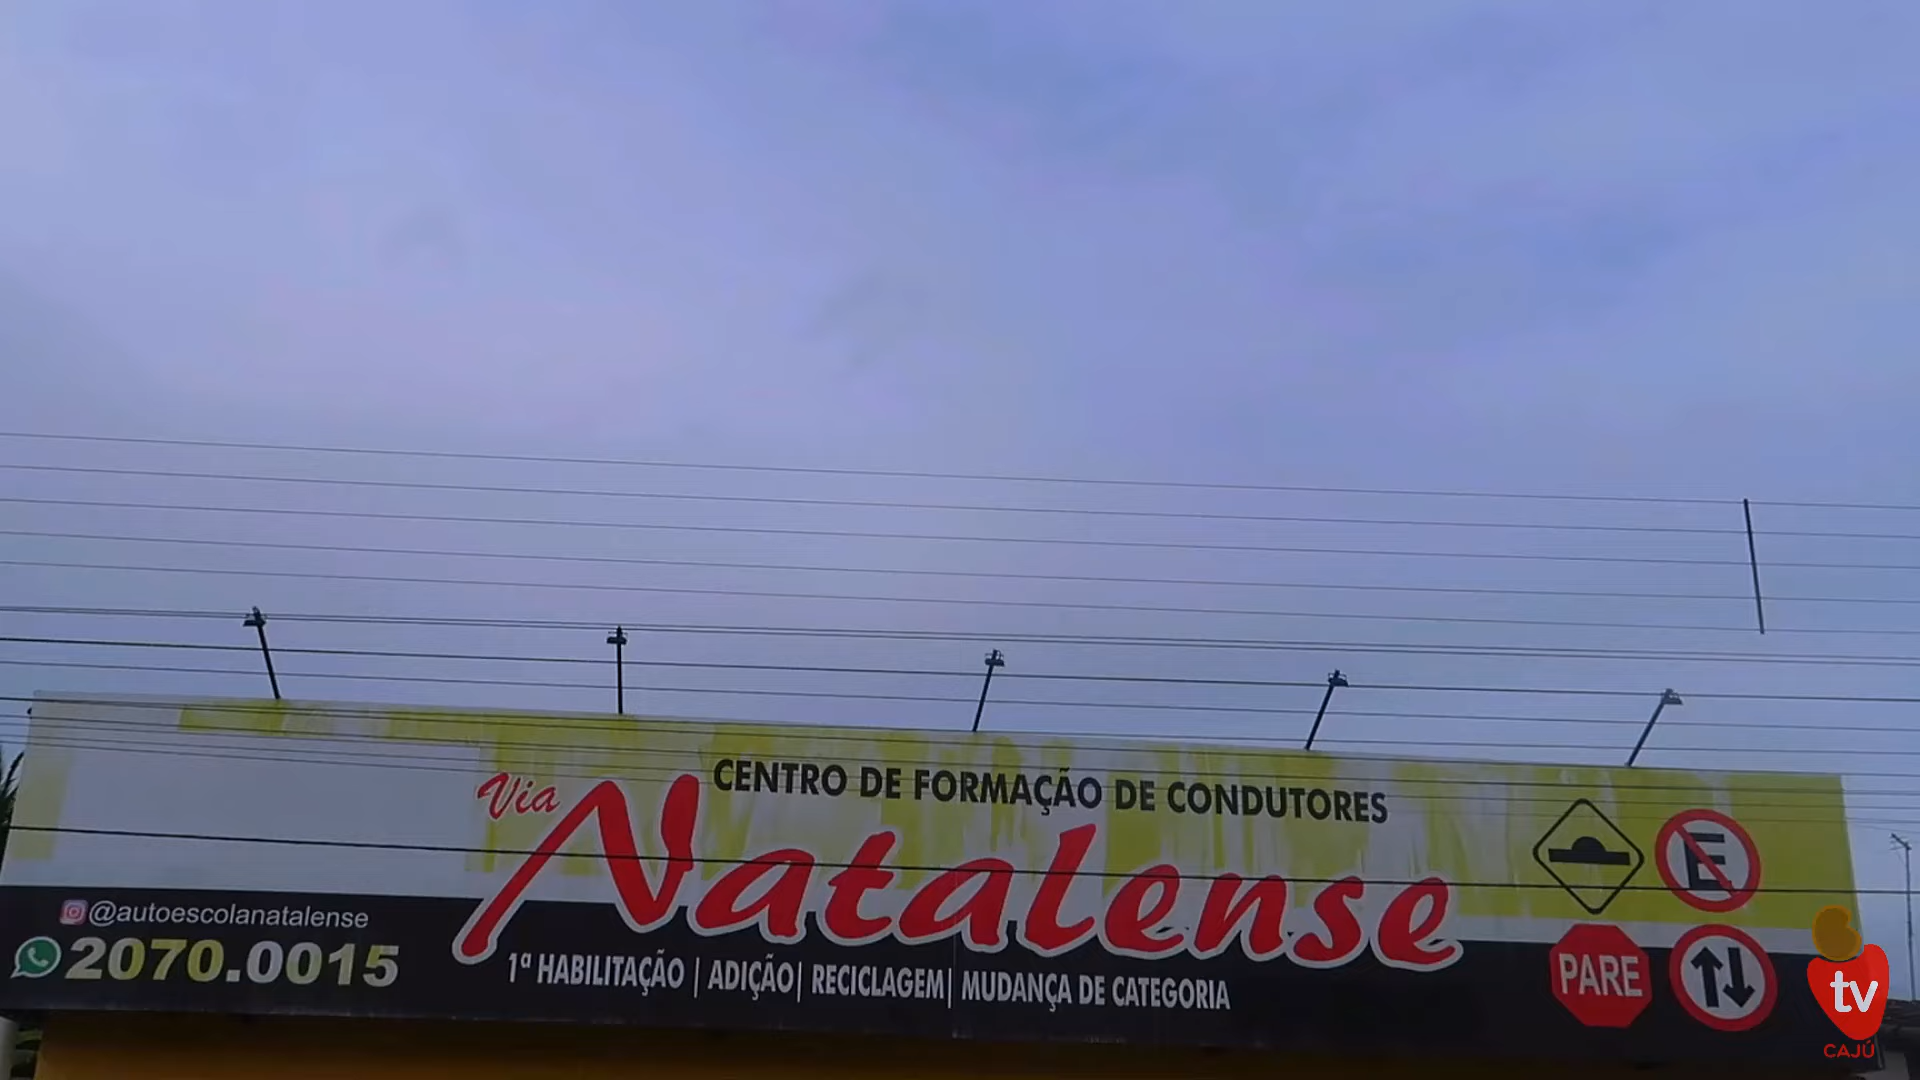 CENTRO DE FORMAÇÃO DE CONDUTORES
Via
Natalense
E
@autoescolanatalense
2070.0015
1ª HABILITAÇÃO | ADIÇÃO| RECICLAGEM| MUDANÇA DE CATEGORIA
PARE
tv
CAJÚ